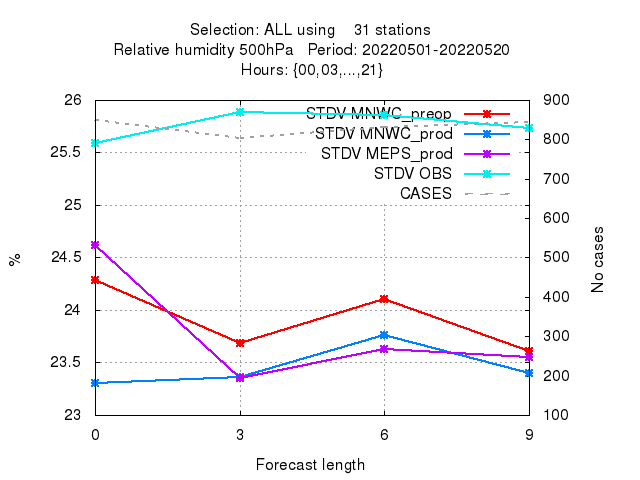 Selection: ALL using 31 stations
Relative humidity 500hPa Period: 20220501-20220520
Hours: {00,03,...,21}
STDV MNWC_preop
STDV MNWC_prod
STDV MEPS_prod
STDV OBS
CASES
26
25.5
25
24.5
24
23.5
23
%
900
800
700
600
500
400
300
200
100
No cases
0 3 6 9
Forecast length